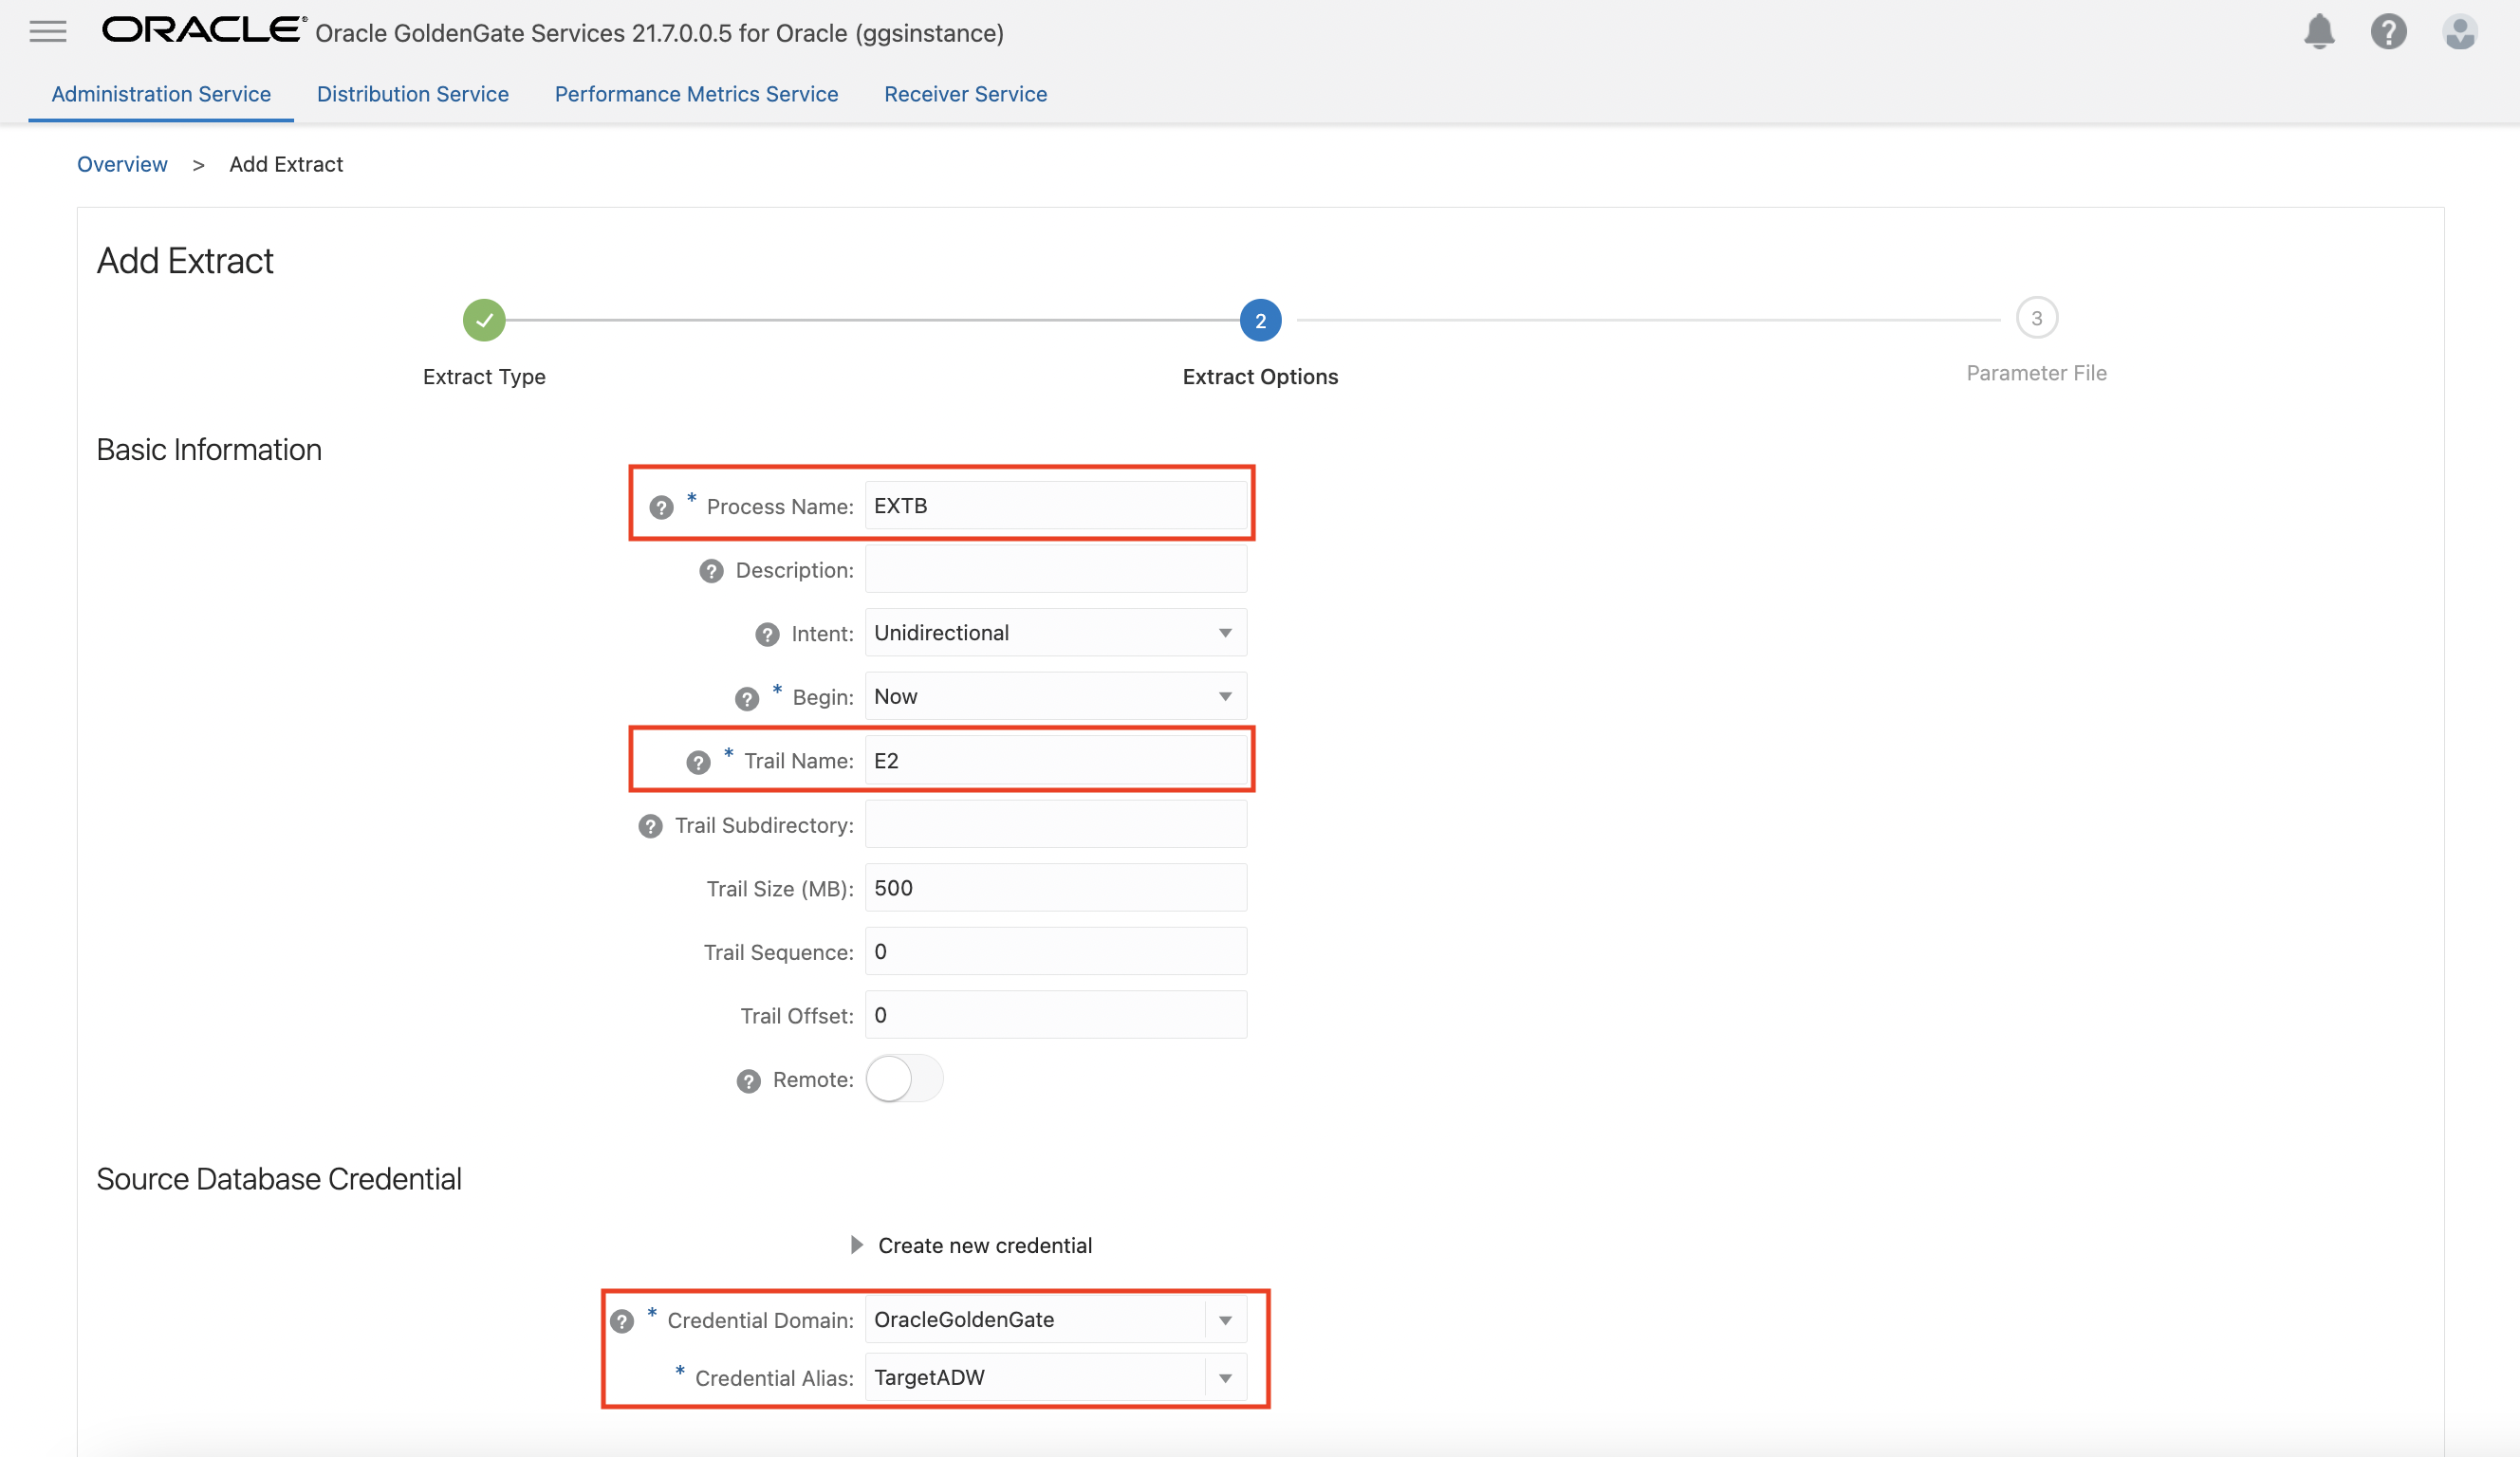 ORACLE® Oracle GoldenGate Services 21.7.0.0.5 for Oracle (ggsinstance)
Administration Service Distribution Service Performance Metrics Service Receiver Service
Overview > Add Extract
Add Extract
2
3
Extract Type
Extract Options
Parameter File
Basic Information
? * Process Name: EXTB
? Description:
? Intent: Unidirectional
? * Begin: Now
? * Trail Name: E2
? Trail Subdirectory:
Trail Size (MB): 500
Trail Sequence: 0
Trail Offset: 0
? Remote:
Source Database Credential
Create new credential
? * Credential Domain: OracleGoldenGate
* Credential Alias: TargetADW